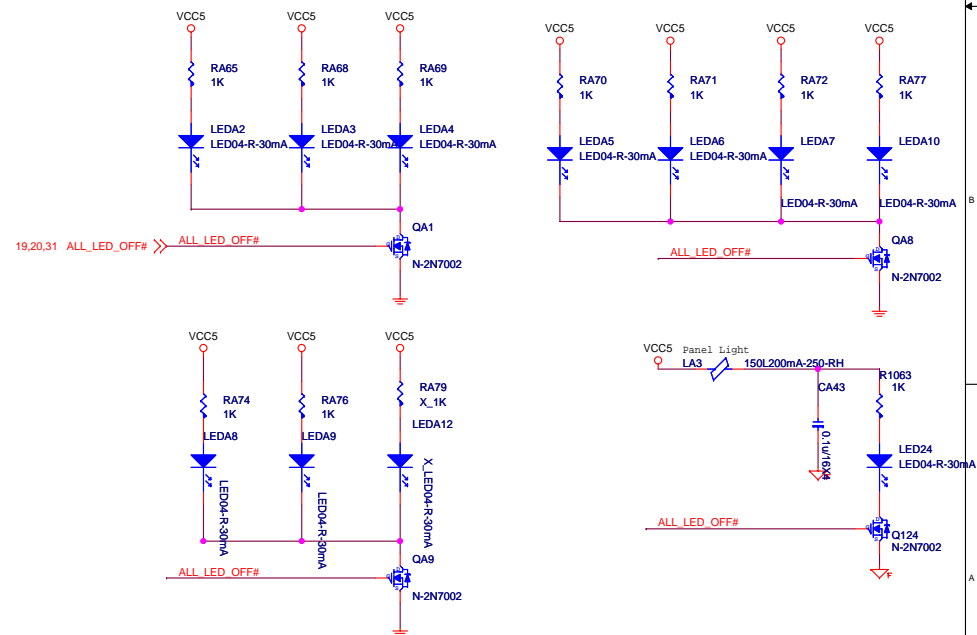 VCC5
VCC5
VCC5
RA65
1K
RA68
1K
RA69
1K
LEDA2
LED04-R-30mA
LEDA3
LED04-R-30mA
LEDA4
LED04-R-30mA
QA1
N-2N7002
19,20,31 ALL_LED_OFF#
ALL_LED_OFF#
VCC5
VCC5
VCC5
VCC5
RA70
1K
RA71
1K
RA72
1K
RA77
1K
LEDA5
LED04-R-30mA
LEDA6
LED04-R-30mA
LEDA7
LED04-R-30mA
LEDA10
LED04-R-30mA
ALL_LED_OFF#
QA8
N-2N7002
B
VCC5
VCC5
VCC5
RA74
1K
RA76
1K
RA79
X_1K
LEDA8
LED04-R-30mA
LEDA9
LED04-R-30mA
LEDA12
X_LED04-R-30mA
ALL_LED_OFF#
QA9
N-2N7002
VCC5
Panel Light
LA3
150L200mA-250-RH
CA43
R1063
1K
LED24
LED04-R-30mA
ALL_LED_OFF#
Q124
N-2N7002
F
A